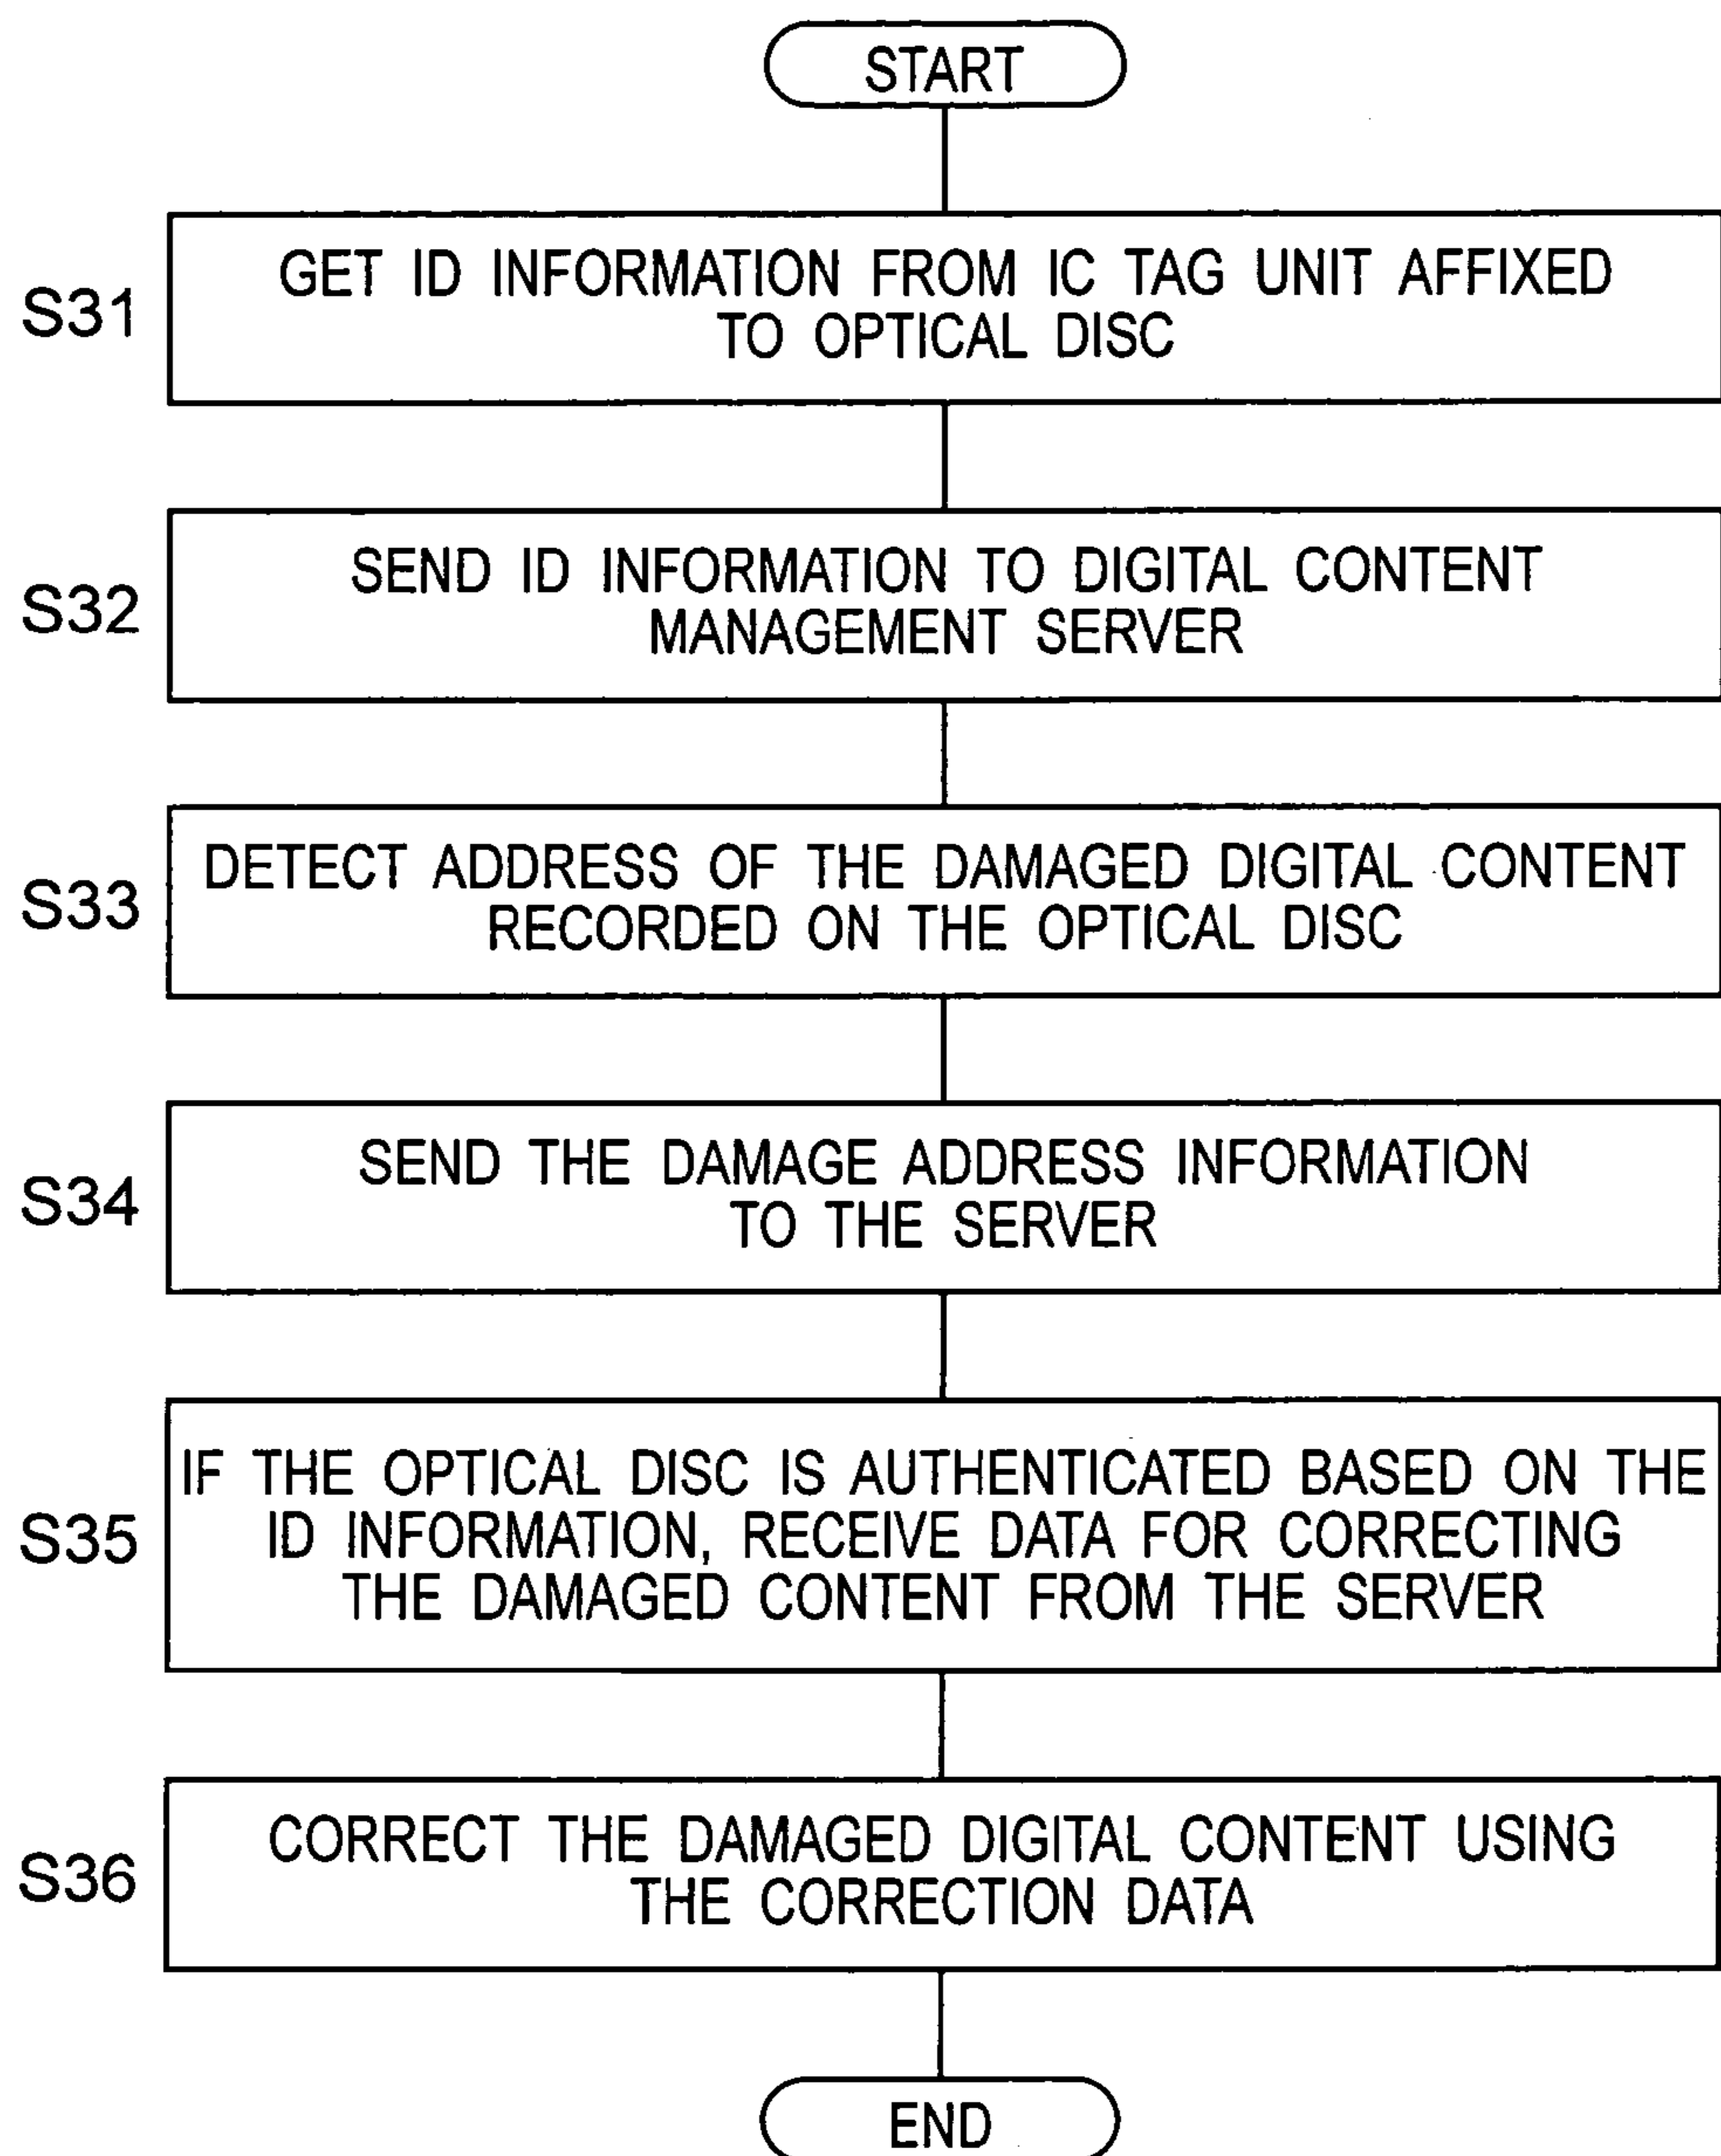 START
S31
GET ID INFORMATION FROM IC TAG UNIT AFFIXED
TO OPTICAL DISC
S32
SEND ID INFORMATION TO DIGITAL CONTENT
MANAGEMENT SERVER
S33
DETECT ADDRESS OF THE DAMAGED DIGITAL CONTENT
RECORDED ON THE OPTICAL DISC
S34
SEND THE DAMAGE ADDRESS INFORMATION
TO THE SERVER
S35
IF THE OPTICAL DISC IS AUTHENTICATED BASED ON THE
ID INFORMATION, RECEIVE DATA FOR CORRECTING
THE DAMAGED CONTENT FROM THE SERVER
S36
CORRECT THE DAMAGED DIGITAL CONTENT USING
THE CORRECTION DATA
END